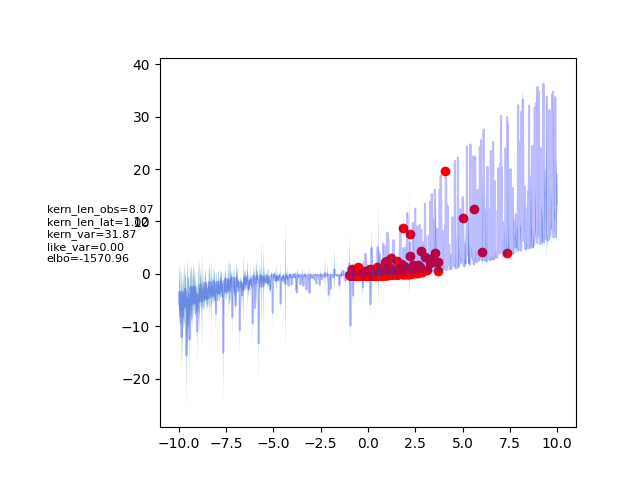 40
30
20
kern_len_obs=8.07
kern_len_lat=1.02
10
kern_var=31.87
like_var=0.00
elbo=-1570.96
0
−10
−20
−10.0 −7.5 −5.0 −2.5 0.0 2.5 5.0 7.5 10.0